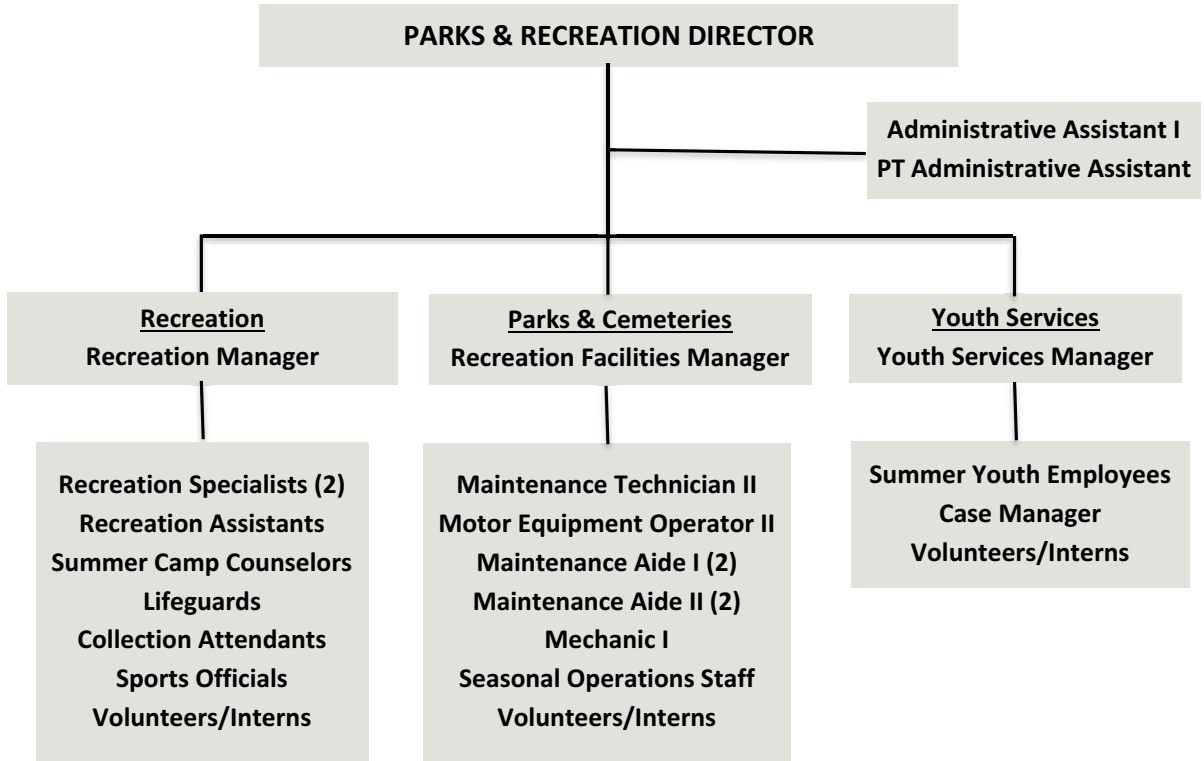 PARKS & RECREATION DIRECTOR
Administrative Assistant I
PT Administrative Assistant
Recreation
Recreation Manager
Parks & Cemeteries
Recreation Facilities Manager
Youth Services
Youth Services Manager
Recreation Specialists (2)
Recreation Assistants
Summer Camp Counselors
Lifeguards
Collection Attendants
Sports Officials
Volunteers/Interns
Maintenance Technician II
Motor Equipment Operator II
Maintenance Aide I (2)
Maintenance Aide II (2)
Mechanic I
Seasonal Operations Staff
Volunteers/Interns
Summer Youth Employees
Case Manager
Volunteers/Interns